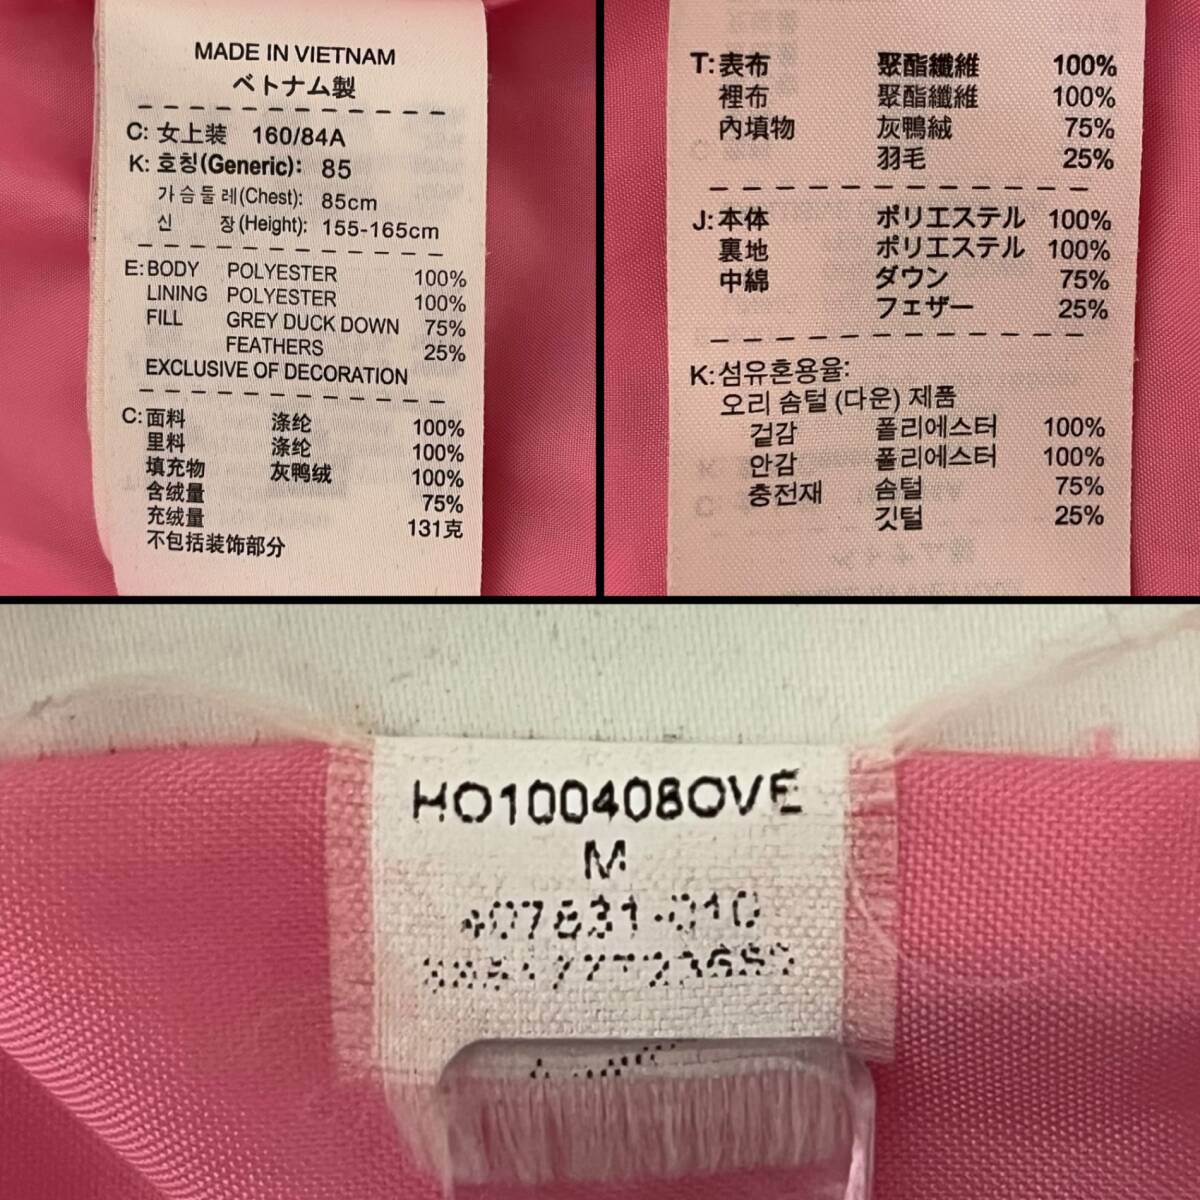 MADE IN VIETNAM
ベトナム製
C: 女上装 160/84A
K: 호칭(Generic): 85
가슴둘레(Chest): 85cm
신 장(Height): 155-165cm
E: BODY POLYESTER 100%
LINING POLYESTER 100%
FILL GREY DUCK DOWN 75%
FEATHERS 25%
EXCLUSIVE OF DECORATION
C: 面料 涤纶 100%
里料 涤纶 100%
填充物 灰鸭绒 100%
含绒量 75%
充绒量 131克
不包括装饰部分
T: 表布 聚酯纖維 100%
裡布 聚酯纖維 100%
內填物 灰鴨絨 75%
羽毛 25%
J: 本体 ポリエステル 100%
裏地 ポリエステル 100%
中綿 ダウン 75%
フェザー 25%
K: 섬유혼용율:
오리 솜털 (다운) 제품
겉감 폴리에스터 100%
안감 폴리에스터 100%
충전재 솜털 75%
깃털 25%
HO100408OVE
M
407831-010